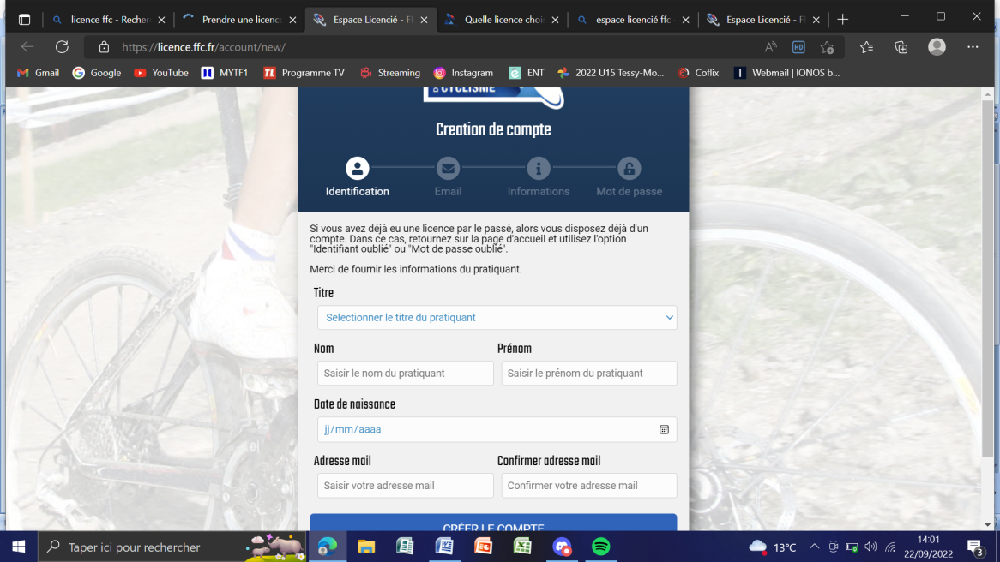 licence ffc - Recher
Prendre une licence
Espace Licencié - Fl
Quelle licence choi
espace licencié ffc
Espace Licencié - Fl
https://licence.ffc.fr/account/new/
HD
Gmail
Google
YouTube
MYTF1
Programme TV
Streaming
Instagram
ENT
2022 U15 Tessy-Mo...
Coflix
Webmail | IONOS b...
CYCLISME
Creation de compte
Identification
Email
Informations
Mot de passe
Si vous avez déjà eu une licence par le passé, alors vous disposez déjà d'un
compte. Dans ce cas, retournez sur la page d'accueil et utilisez l'option
"Identifiant oublié" ou "Mot de passe oublié".
Merci de fournir les informations du pratiquant.
Titre
Selectionner le titre du pratiquant
Nom
Prénom
Saisir le nom du pratiquant
Saisir le prénom du pratiquant
Date de naissance
jj/mm/aaaa
Adresse mail
Confirmer adresse mail
Saisir votre adresse mail
Confirmer votre adresse mail
CRÉER LE COMPTE
Taper ici pour rechercher
13°C
14:01
22/09/2022
3